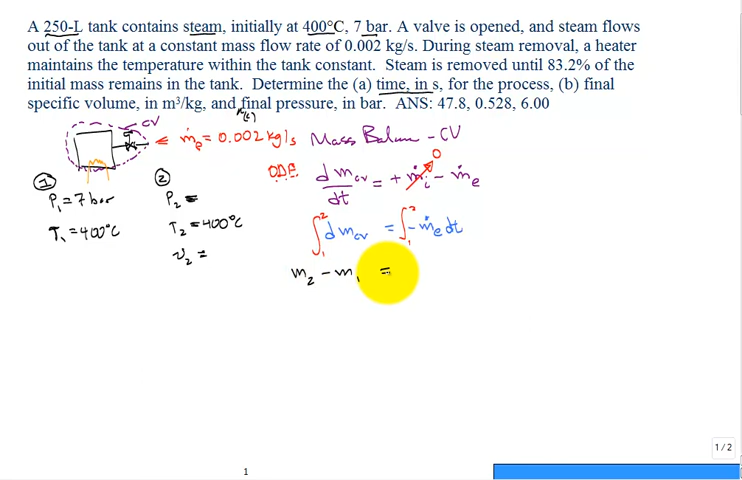 A 250-L tank contains steam, initially at 400°C, 7 bar. A valve is opened, and steam flows
out of the tank at a constant mass flow rate of 0.002 kg/s. During steam removal, a heater
maintains the temperature within the tank constant. Steam is removed until 83.2% of the
initial mass remains in the tank. Determine the (a) time, in s, for the process, (b) final
specific volume, in m³/kg, and final pressure, in bar. ANS: 47.8, 0.528, 6.00
CV
ṁe = 0.002 kg/s Mass Balance - CV
ODE dm_cv/dt = + ṁi - ṁe
0
1 2
P₁ = 7 bar P₂ =
T₁ = 400°C T₂ = 400°C
v₂ =
∫₁² dm_cv = ∫₁² -ṁe dt
m₂ - m₁ =
1 / 2
1